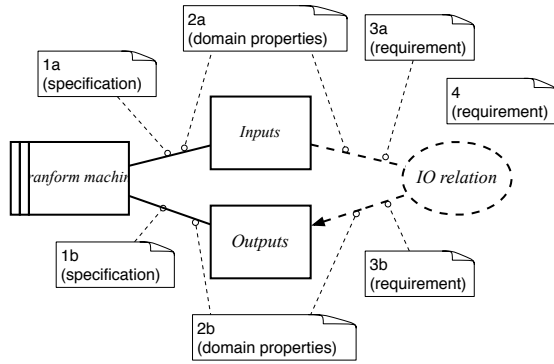 2a
(domain properties)
3a
(requirement)
1a
(specification)
4
(requirement)
Inputs
ranform machine
IO relation
Outputs
1b
(specification)
3b
(requirement)
2b
(domain properties)